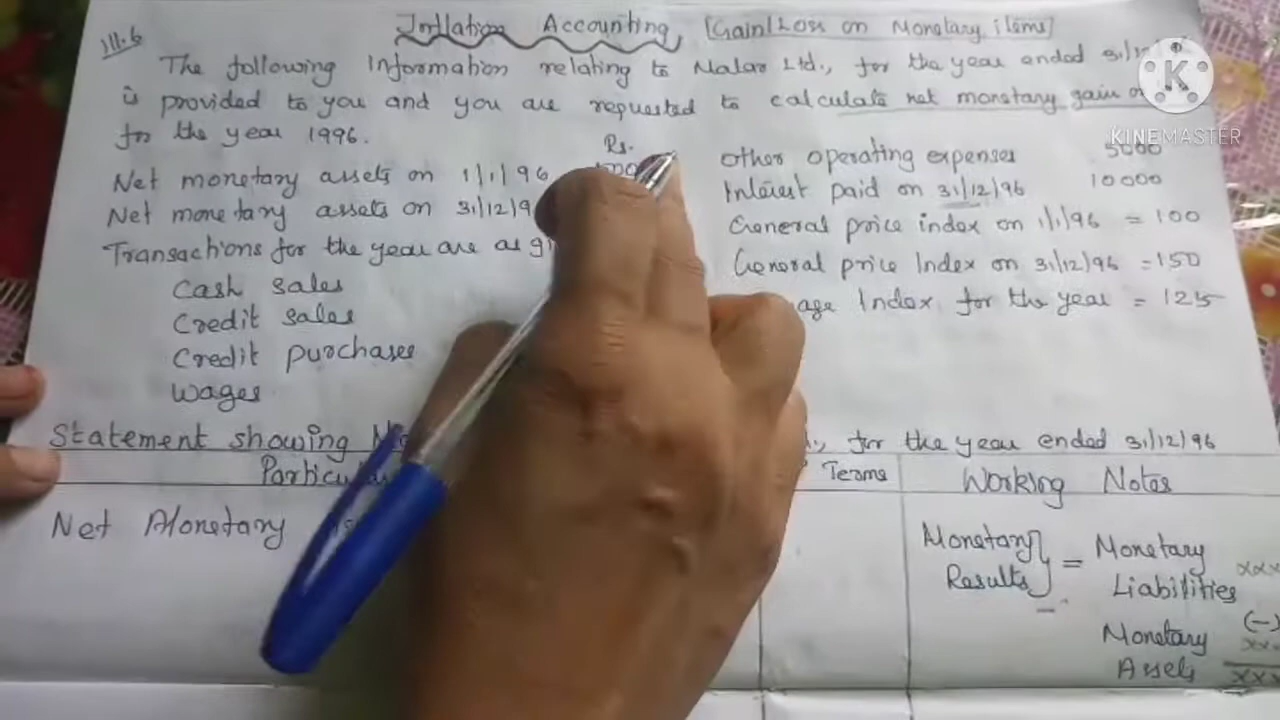 Ill.6
Inflation Accounting [Gain/Loss on Monetary items]
The following Information relating to Malar Ltd., for the year ended 31/12
is provided to you and you are requested to calculate net monetary gain or
for the year 1996.
Rs.
Net monetary assets on 1/1/96
Net monetary assets on 31/12/9
Transactions for the year are as
Cash sales
Credit sales
Credit purchases
Wages
Other operating expenses 5000
Interest paid on 31/12/96 10000
General price index on 1/1/96 = 100
General price Index on 31/12/96 = 150
age Index for the year = 125
KINEMASTER
Statement showing
for the year ended 31/12/96
Particular
Terms
Working Notes
Net Monetary
Monetary Results = Monetary Liabilities xxx
(-)
Monetary Assets xxx
xxx